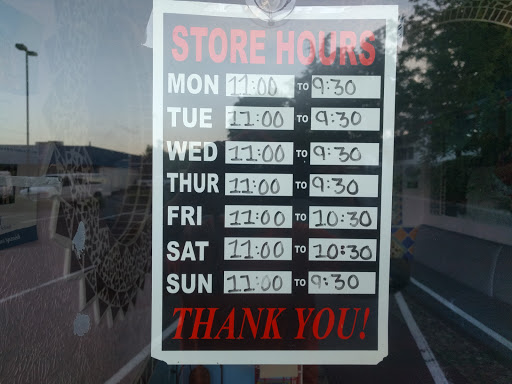 STORE HOURS
MON 11:00 TO 9:30
TUE 11:00 TO 9:30
WED 11:00 TO 9:30
THUR 11:00 TO 9:30
FRI 11:00 TO 10:30
SAT 11:00 TO 10:30
SUN 11:00 TO 9:30
THANK YOU!